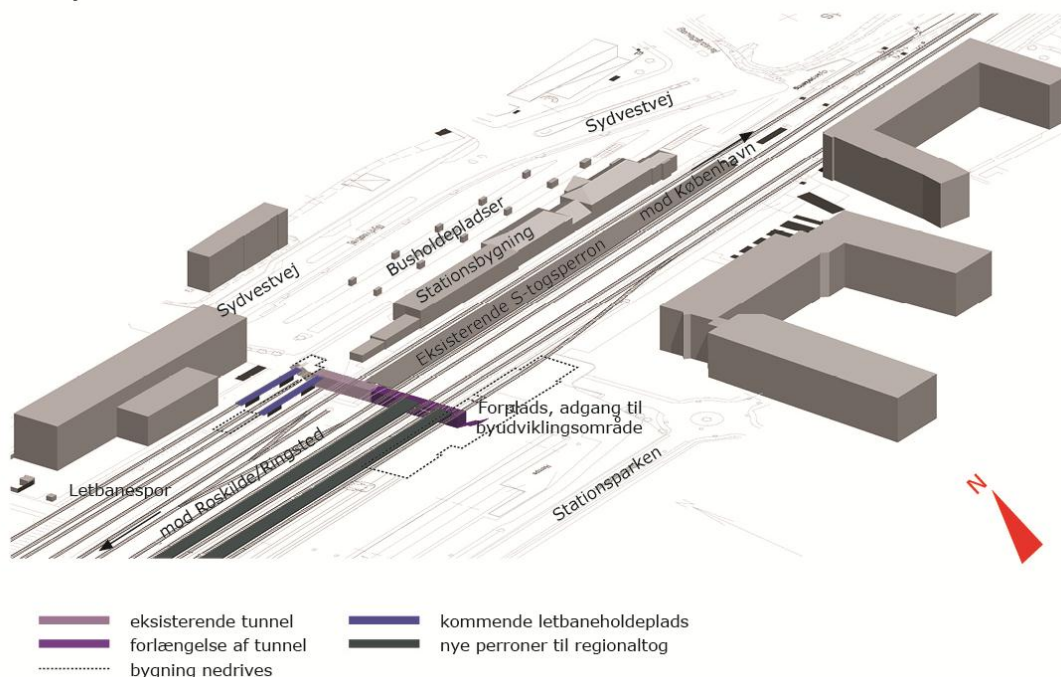 Sydvestvej
mod København
Busholdepladser
Stationsbygning
Sydvestvej
Eksisterende S-togsperron
Forplads, adgang til
byudviklingsområde
Letbanespor
mod Roskilde/Ringsted
Stationsparken
N
eksisterende tunnel
kommende letbaneholdeplads
forlængelse af tunnel
nye perroner til regionaltog
bygning nedrives